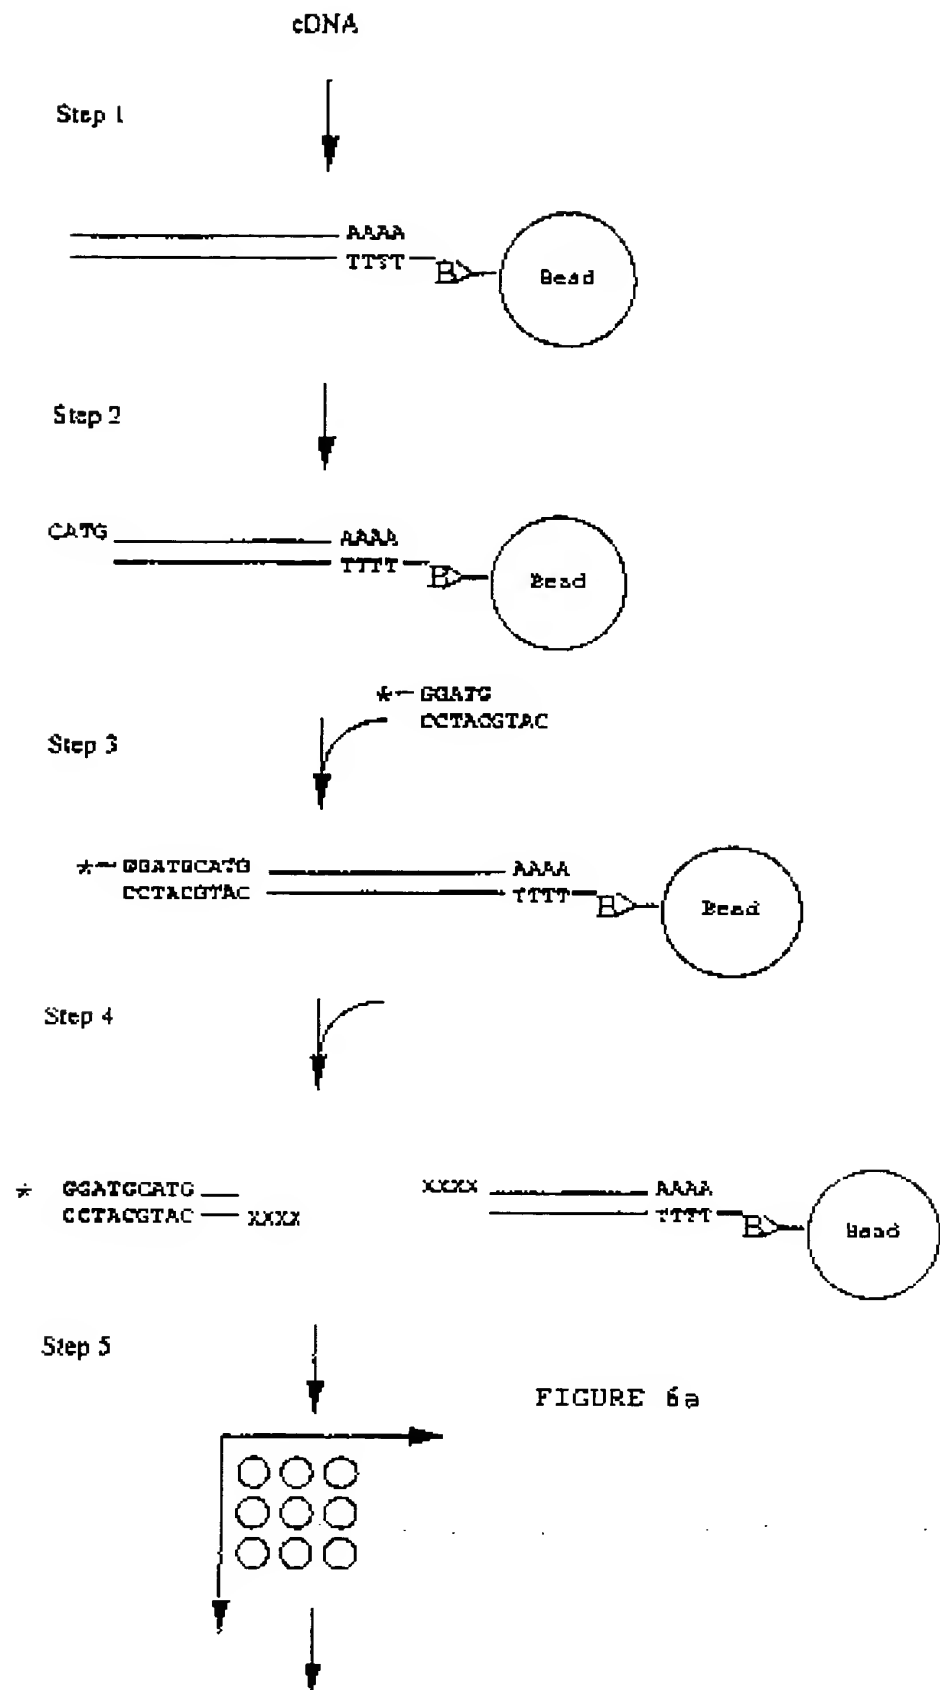 cDNA
Step 1
AAAA
TTST
B
Bead
Step 2
CATG
AAAA
TTTT
B
Bead
*— GGATG
CCTACGTAC
Step 3
*— GGATGCATG
CCTACGTAC
AAAA
TTTT
B
Bead
Step 4
* GGATGCATG
CCTACGTAC
XXXX
XXXX
AAAA
TTTT
B
Bead
Step 5
FIGURE 6a